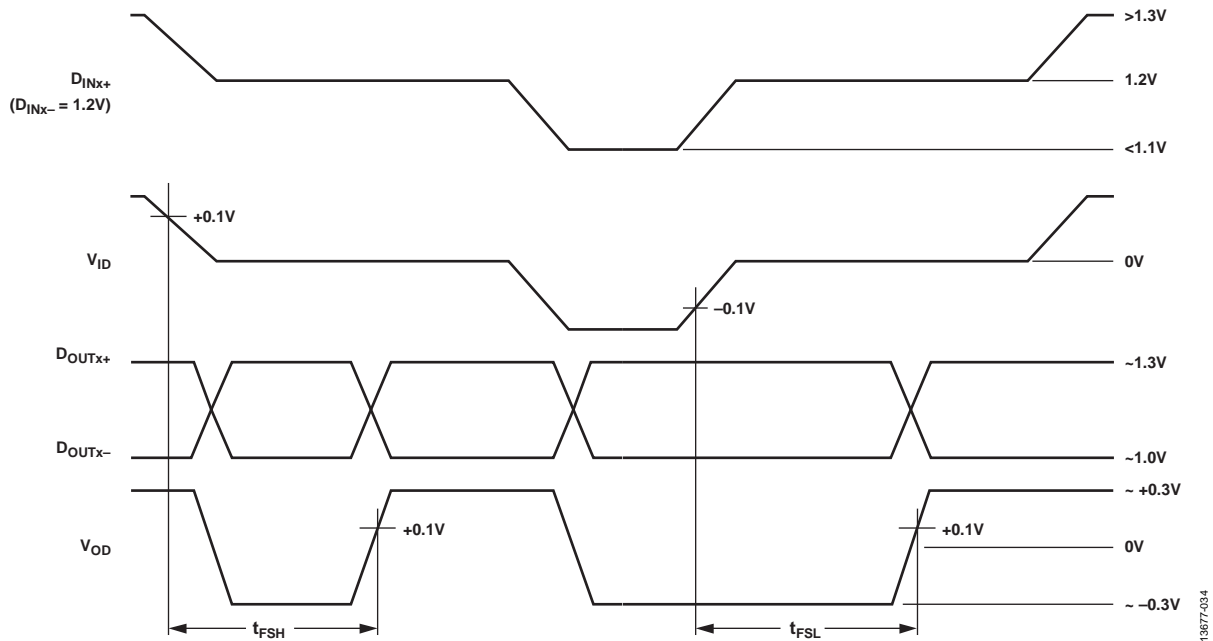 >1.3V
DINx+
(DINx– = 1.2V)
1.2V
<1.1V
+0.1V
VID
0V
–0.1V
DOUTx+
~1.3V
DOUTx–
~1.0V
~ +0.3V
+0.1V
+0.1V
VOD
0V
~ –0.3V
tFSH
tFSL
13677-034